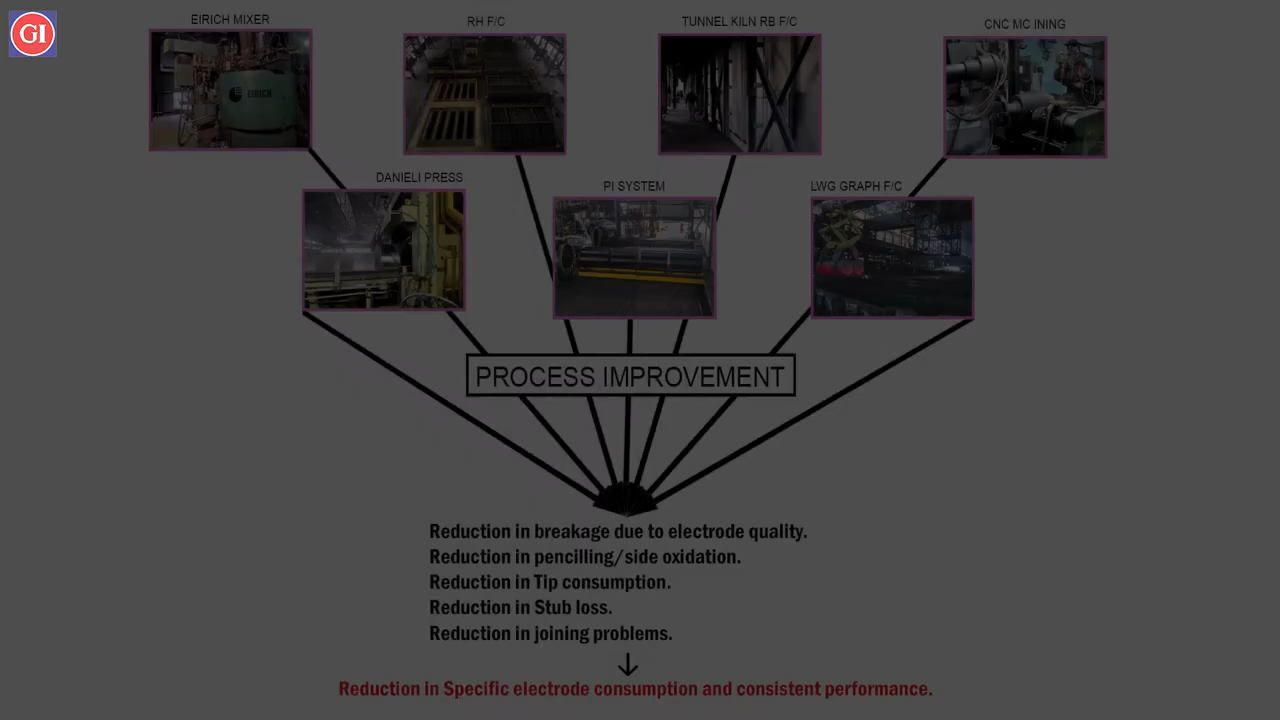 GI
EIRICH MIXER
RH F/C
TUNNEL KILN RB F/C
CNC MC INING
EIRICH
DANIELI PRESS
PI SYSTEM
LWG GRAPH F/C
PROCESS IMPROVEMENT
Reduction in breakage due to electrode quality.
Reduction in pencilling/side oxidation.
Reduction in Tip consumption.
Reduction in Stub loss.
Reduction in joining problems.
Reduction in Specific electrode consumption and consistent performance.